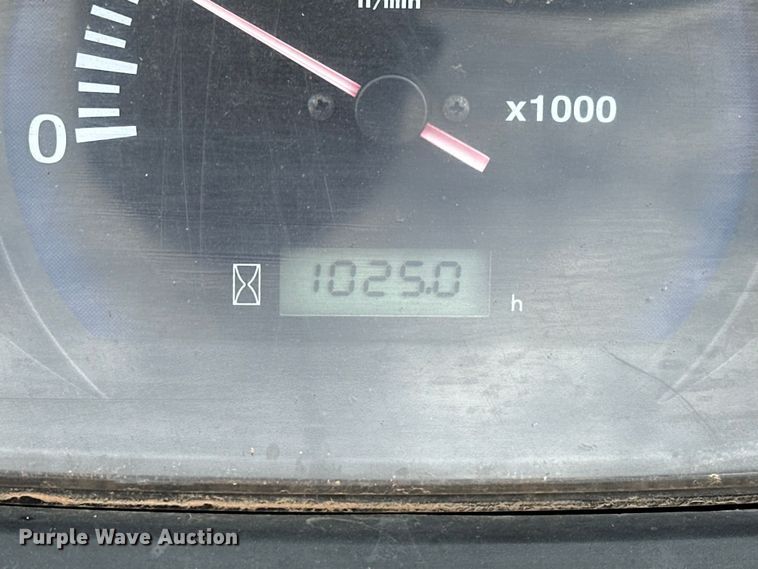 n/min
x1000
0
1025.0
h
Purple Wave Auction